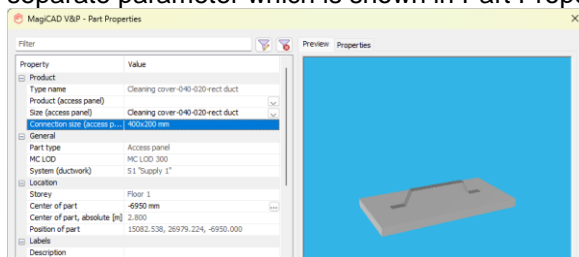 separate parameter which is shown in Part Prope
MagiCAD V&P - Part Properties
Filter
Preview Properties
Property Value
Product
Type name Cleaning cover-040-020-rect duct
Product (access panel)
Size (access panel) Cleaning cover-040-020-rect duct
Connection size (access p... 400x200 mm
General
Part type Access panel
MC LOD MC LOD 300
System (ductwork) S1 "Supply 1"
Location
Storey Floor 1
Center of part -6950 mm
Center of part, absolute [m] 2.800
Position of part 15082.538, 26979.224, -6950.000
Labels
Description